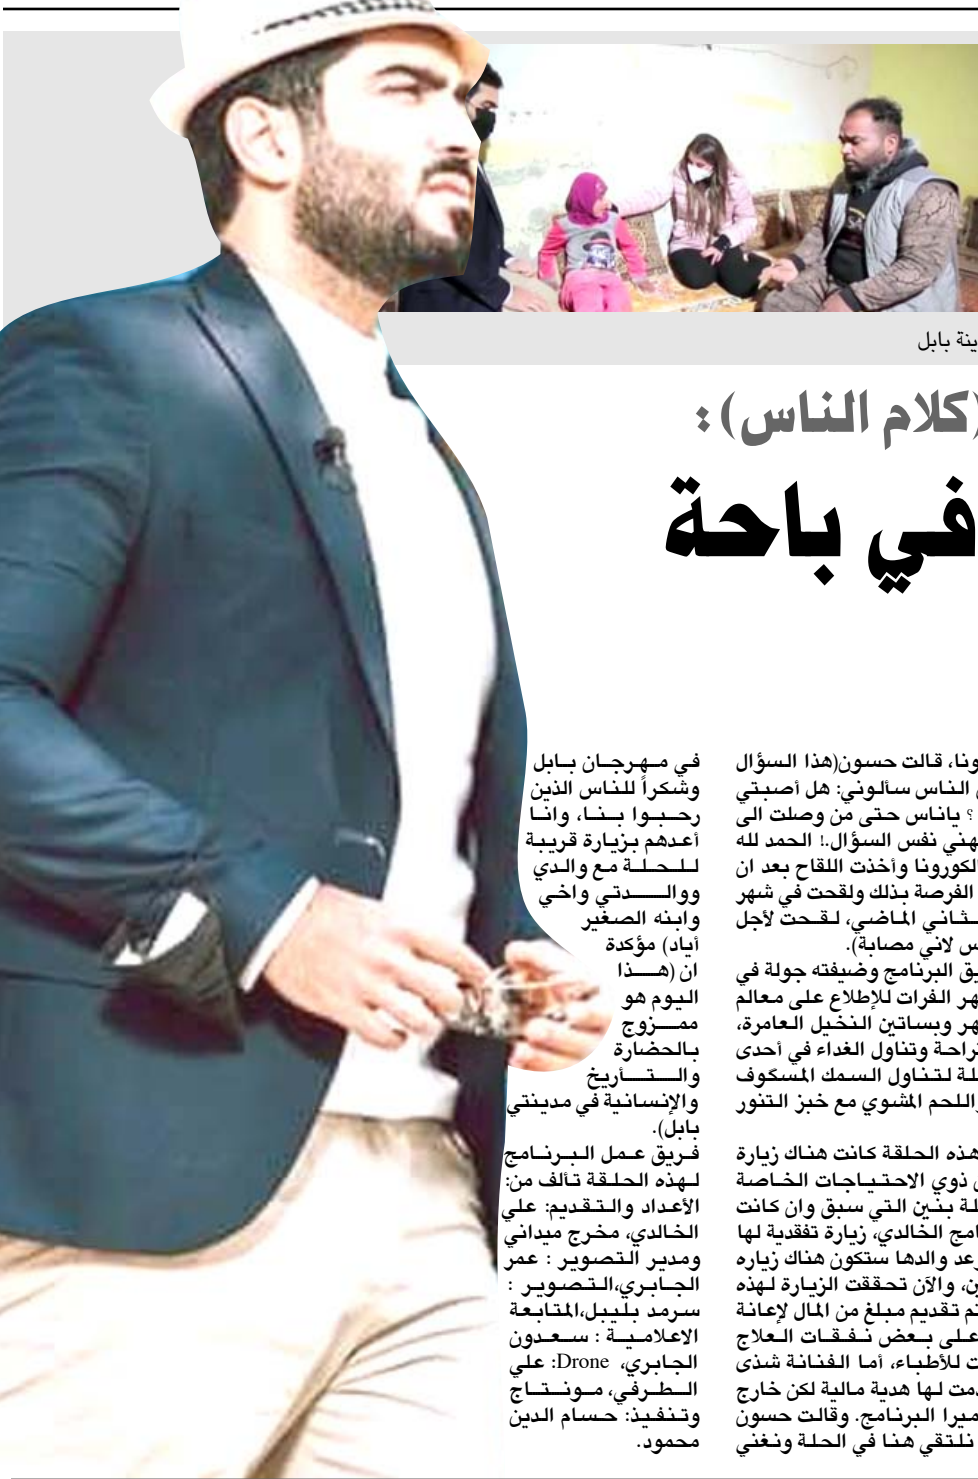 ينة بابل
(كلام الناس):
في باحة
ونا، قالت حسون(هذا السؤال
الناس سألوني: هل أصبتي
؟ ياناس حتى من وصلت الى
هني نفس السؤال.! الحمد لله
لكورونا وأخذت اللقاح بعد ان
الفرصة بذلك ولقحت في شهر
ـثاني الماضي، لقحت لأجل
س لاني مصابة).
يق البرنامج وضيفته جولة في
هر الفرات للإطلاع على معالم
هر وبساتين النخيل العامرة،
راحة وتناول الغداء في أحدى
لة لتناول السمك المسكوف
واللحم المشوي مع خبز التنور
هذه الحلقة كانت هناك زيارة
ذوي الاحتياجات الخاصة
لة بنين التي سبق وان كانت
امج الخالدي، زيارة تفقدية لها
رعد والدها ستكون هناك زياره
ن، والآن تحققت الزيارة لهذه
تم تقديم مبلغ من المال لإعانة
على بعض نفقات العلاج
ت للأطباء، أما الفنانة شذى
دمت لها هدية مالية لكن خارج
ميرا البرنامج. وقالت حسون
نلتقي هنا في الحلة ونغني
في مهرجان بابل
وشكراً للناس الذين
رحبوا بنا، وانا
أعدهم بزيارة قريبة
للحلة مع والدي
ووالدتي واخي
وابنه الصغير
أياد) مؤكدة
ان (هذا
اليوم هو
ممزوج
بالحضارة
والتأريخ
والإنسانية في مدينتي
بابل).
فريق عمل البرنامج
لهذه الحلقة تألف من:
الأعداد والتقديم: علي
الخالدي، مخرج ميداني
ومدير التصوير : عمر
الجابري،التصوير :
سرمد بليبل،المتابعة
الاعلامية : سعدون
الجابري، Drone: علي
الطرفي، مونتاج
وتنفيذ: حسام الدين
محمود.